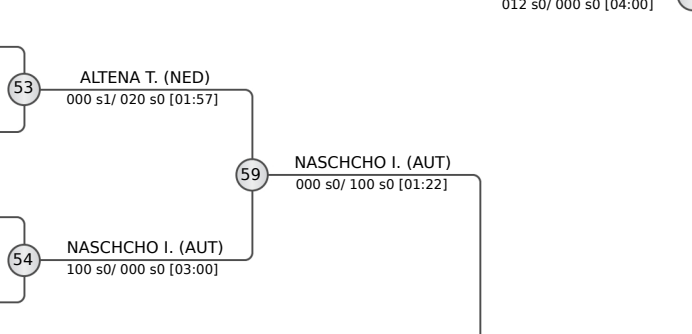 012 s0/ 000 s0 [04:00]
53
ALTENA T. (NED)
000 s1/ 020 s0 [01:57]
59
NASCHCHO I. (AUT)
000 s0/ 100 s0 [01:22]
54
NASCHCHO I. (AUT)
100 s0/ 000 s0 [03:00]